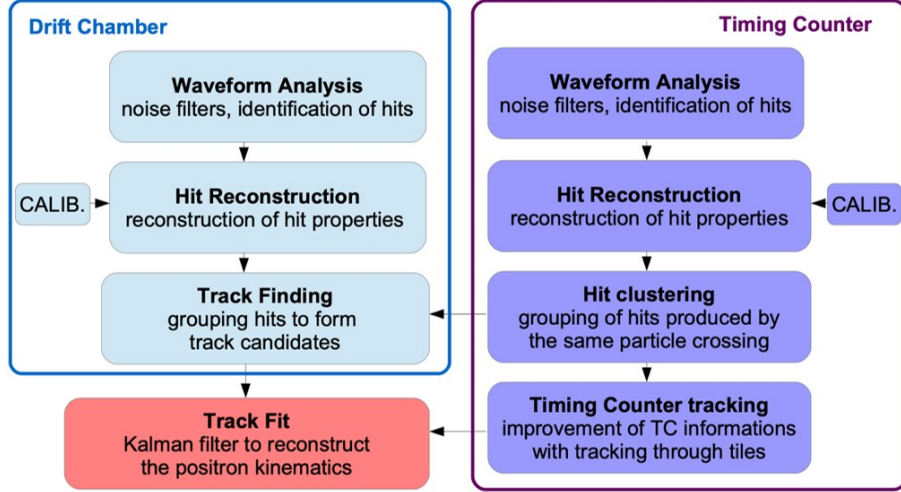 Drift Chamber
Waveform Analysis
noise filters, identification of hits
CALIB.
Hit Reconstruction
reconstruction of hit properties
Track Finding
grouping hits to form
track candidates
Track Fit
Kalman filter to reconstruct
the positron kinematics
Timing Counter
Waveform Analysis
noise filters, identification of hits
Hit Reconstruction
reconstruction of hit properties
CALIB.
Hit clustering
grouping of hits produced by
the same particle crossing
Timing Counter tracking
improvement of TC informations
with tracking through tiles